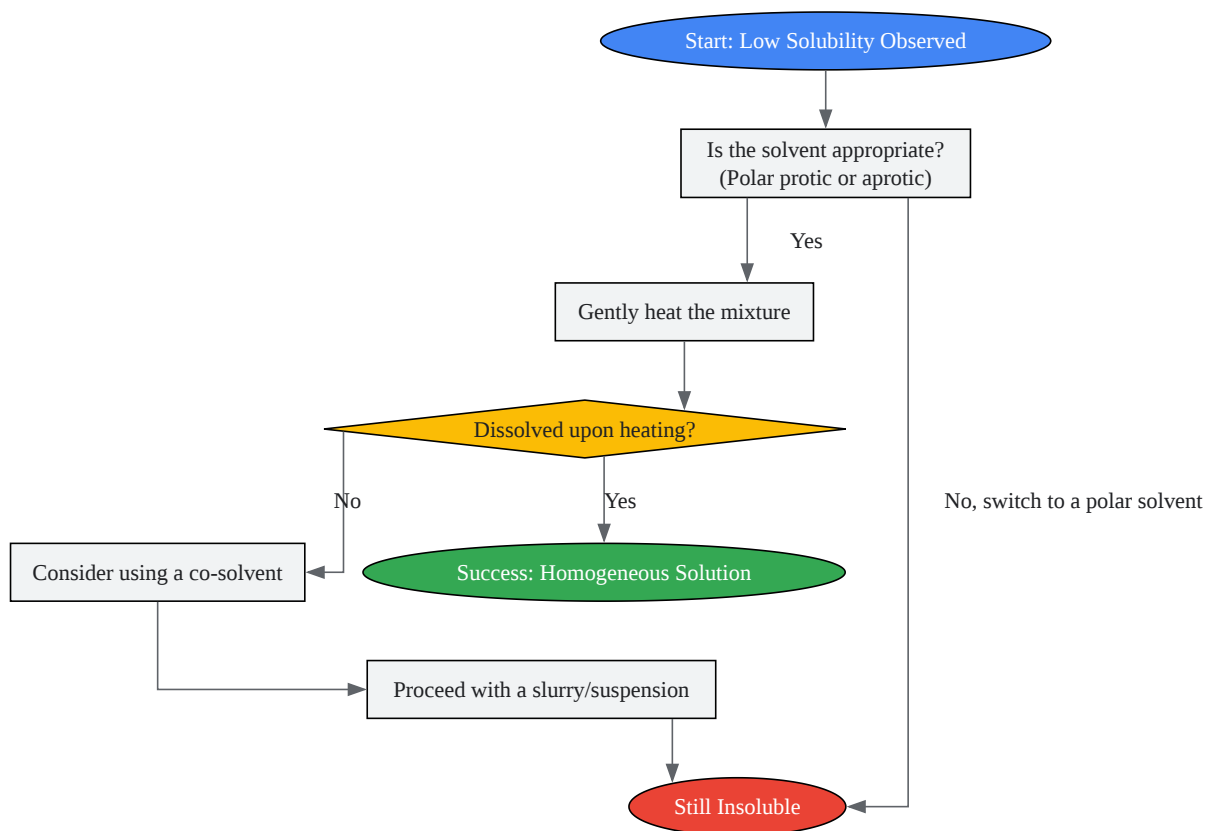 Start: Low Solubility Observed
Is the solvent appropriate?
(Polar protic or aprotic)
Yes
Gently heat the mixture
Dissolved upon heating?
No
Yes
No, switch to a polar solvent
Consider using a co-solvent
Success: Homogeneous Solution
Proceed with a slurry/suspension
Still Insoluble